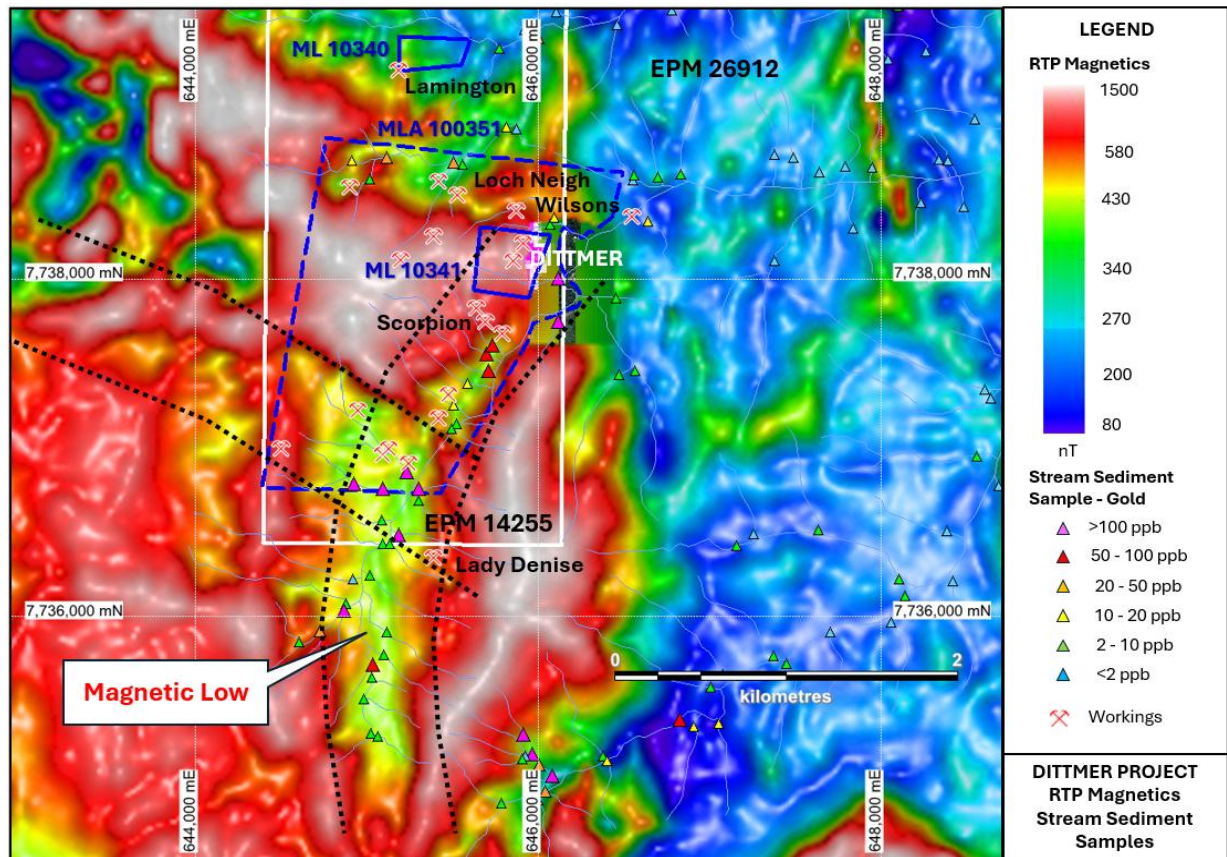 644,000 mE
646,000 mE
648,000 mE
ML 10340
Lamington
EPM 26912
MLA 100351
Loch Neigh
Wilsons
DITTMER
7,738,000 mN
ML 10341
7,738,000 mN
Scorpion
EPM 14255
Lady Denise
7,736,000 mN
7,736,000 mN
Magnetic Low
0
2
kilometres
644,000 mE
646,000 mE
648,000 mE
LEGEND
RTP Magnetics
1500
580
430
340
270
200
80
nT
Stream Sediment
Sample - Gold
>100 ppb
50 - 100 ppb
20 - 50 ppb
10 - 20 ppb
2 - 10 ppb
<2 ppb
Workings
DITTMER PROJECT
RTP Magnetics
Stream Sediment
Samples